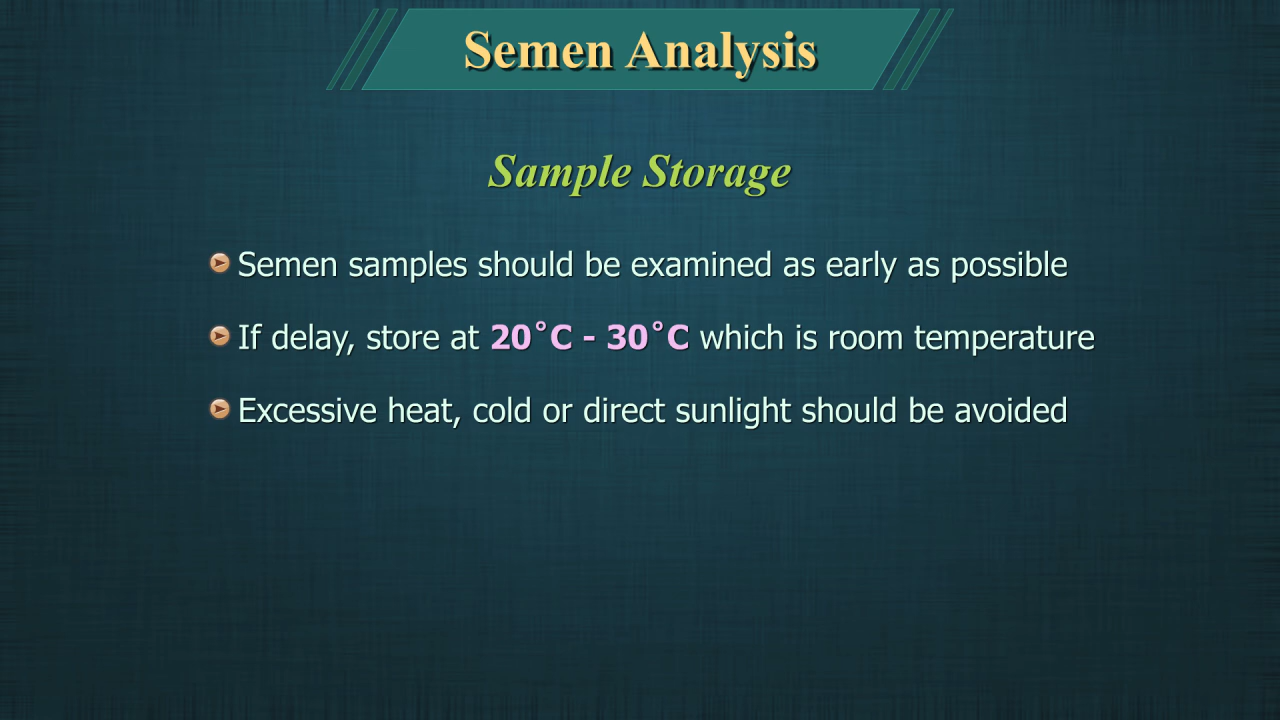 Semen Analysis
Sample Storage
Semen samples should be examined as early as possible
If delay, store at 20˚C - 30˚C which is room temperature
Excessive heat, cold or direct sunlight should be avoided